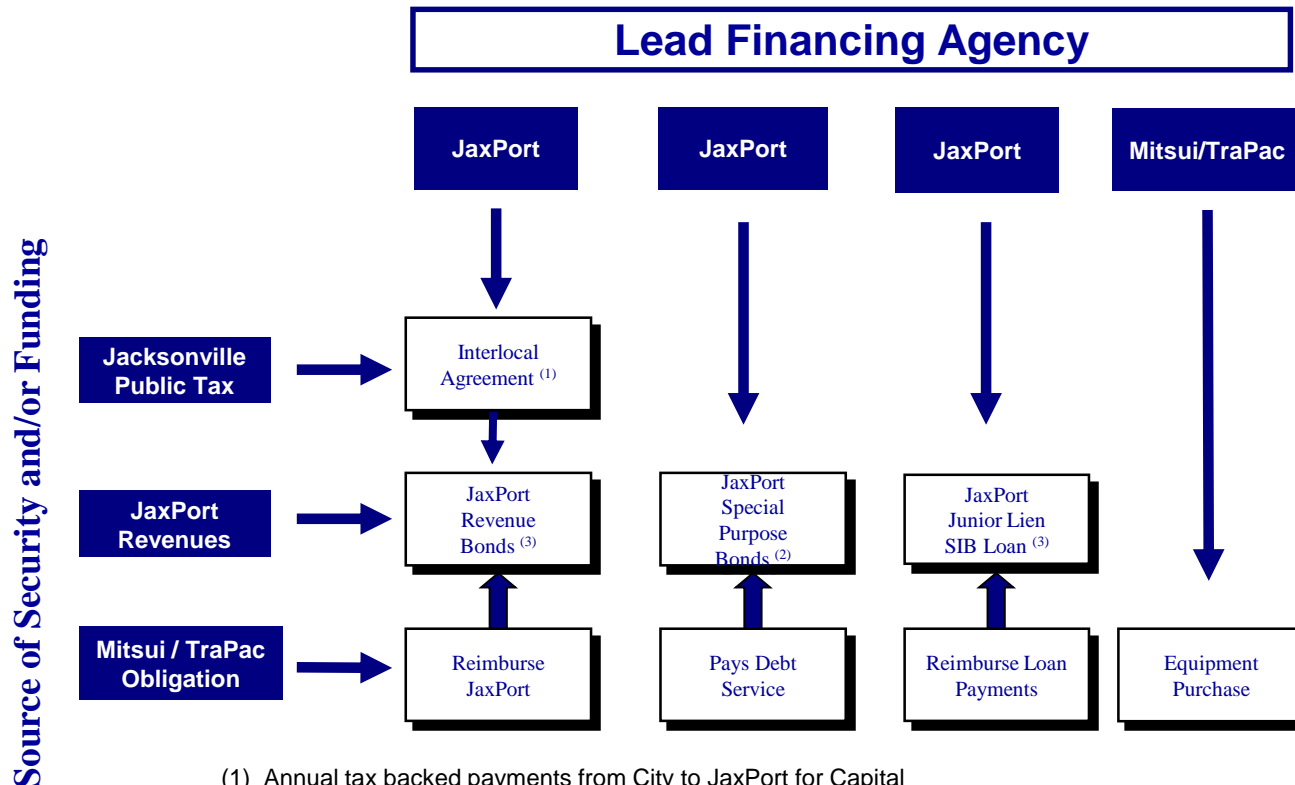 Lead Financing Agency
JaxPort
JaxPort
JaxPort
Mitsui/TraPac
Source of Security and/or Funding
Jacksonville
Public Tax
Interlocal
Agreement (1)
JaxPort
Revenues
JaxPort
Revenue
Bonds (3)
JaxPort
Special
Purpose
Bonds (2)
JaxPort
Junior Lien
SIB Loan (3)
Mitsui / TraPac
Obligation
Reimburse
JaxPort
Pays Debt
Service
Reimburse Loan
Payments
Equipment
Purchase
(1) Annual tax backed payments from City to JaxPort for Capital